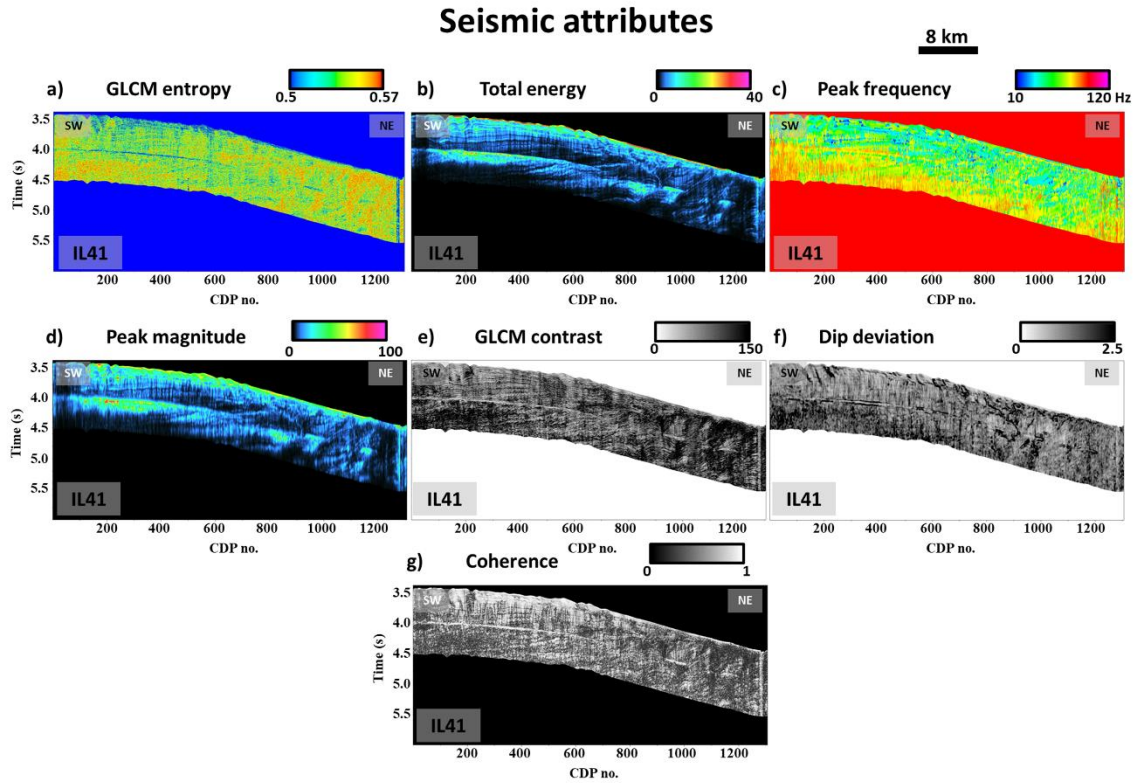 Seismic attributes
8 km
a) GLCM entropy
0.5 0.57
b) Total energy
0 40
c) Peak frequency
10 120 Hz
SW NE
SW NE
SW NE
Time (s)
3.5
4.0
4.5
5.0
5.5
IL41
IL41
IL41
200 400 600 800 1000 1200
200 400 600 800 1000 1200
200 400 600 800 1000 1200
CDP no.
CDP no.
CDP no.
d) Peak magnitude
0 100
e) GLCM contrast
0 150
f) Dip deviation
0 2.5
SW NE
SW NE
SW NE
Time (s)
3.5
4.0
4.5
5.0
5.5
IL41
IL41
IL41
200 400 600 800 1000 1200
200 400 600 800 1000 1200
200 400 600 800 1000 1200
CDP no.
CDP no.
CDP no.
g) Coherence
0 1
SW NE
Time (s)
3.5
4.0
4.5
5.0
5.5
IL41
200 400 600 800 1000 1200
CDP no.